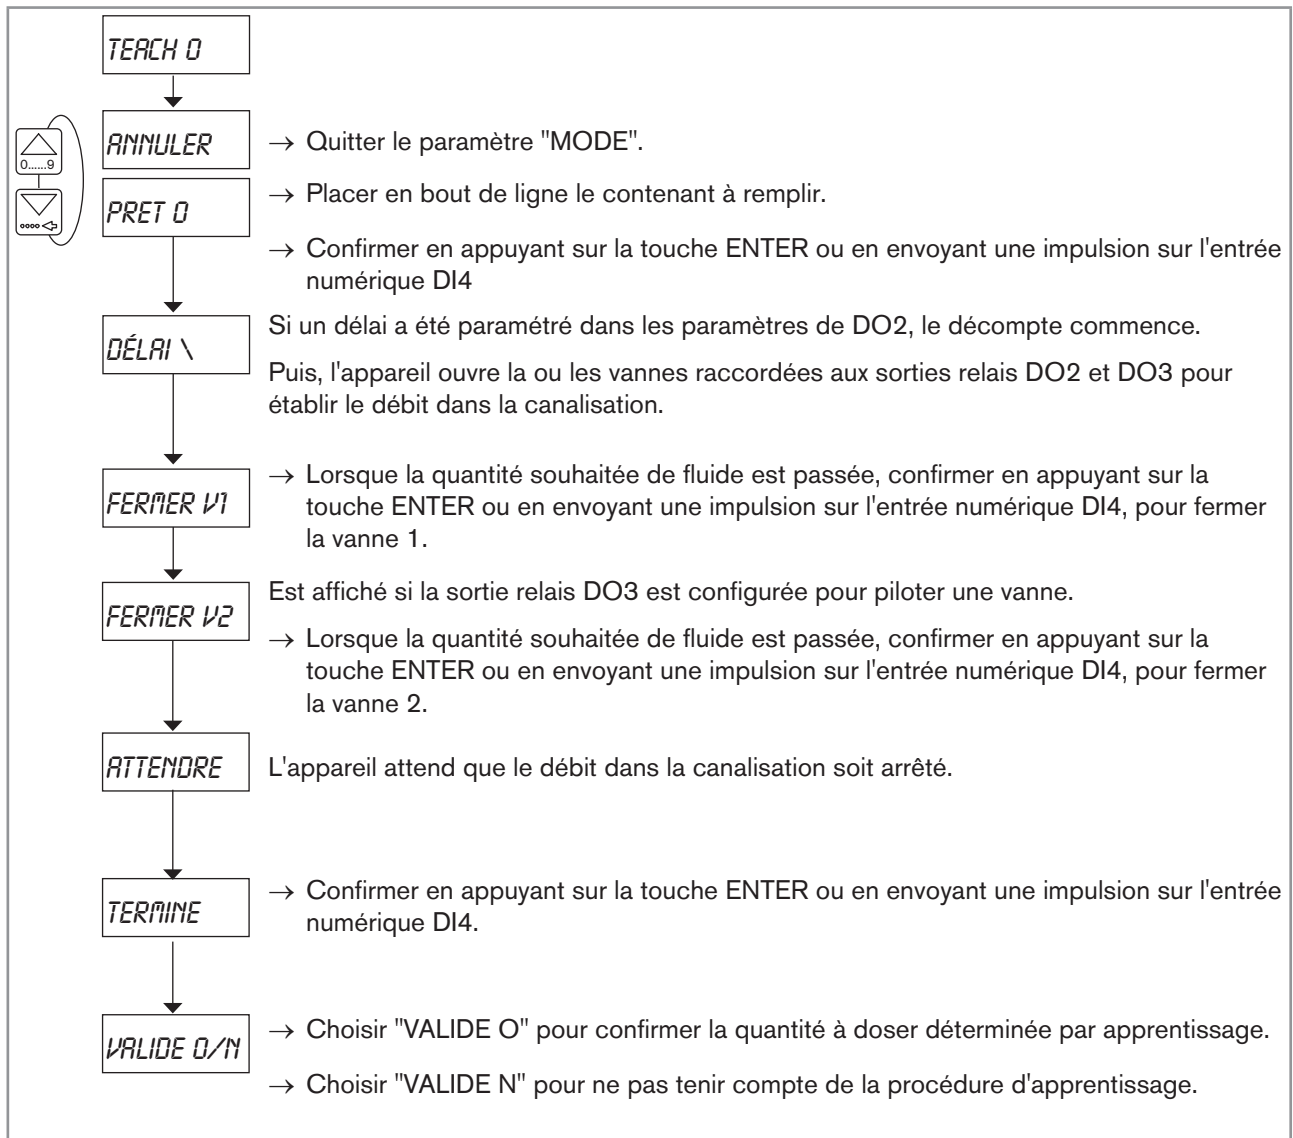 TEACH O
ANNULER
→ Quitter le paramètre "MODE".
0......9
PRET O
→ Placer en bout de ligne le contenant à remplir.
→ Confirmer en appuyant sur la touche ENTER ou en envoyant une impulsion sur l'entrée
numérique DI4
DÉLAI \
Si un délai a été paramétré dans les paramètres de DO2, le décompte commence.
Puis, l'appareil ouvre la ou les vannes raccordées aux sorties relais DO2 et DO3 pour
établir le débit dans la canalisation.
FERMER V1
→ Lorsque la quantité souhaitée de fluide est passée, confirmer en appuyant sur la
touche ENTER ou en envoyant une impulsion sur l'entrée numérique DI4, pour fermer
la vanne 1.
FERMER V2
Est affiché si la sortie relais DO3 est configurée pour piloter une vanne.
→ Lorsque la quantité souhaitée de fluide est passée, confirmer en appuyant sur la
touche ENTER ou en envoyant une impulsion sur l'entrée numérique DI4, pour fermer
la vanne 2.
ATTENDRE
L'appareil attend que le débit dans la canalisation soit arrêté.
TERMINE
→ Confirmer en appuyant sur la touche ENTER ou en envoyant une impulsion sur l'entrée
numérique DI4.
VALIDE O/N
→ Choisir "VALIDE O" pour confirmer la quantité à doser déterminée par apprentissage.
→ Choisir "VALIDE N" pour ne pas tenir compte de la procédure d'apprentissage.